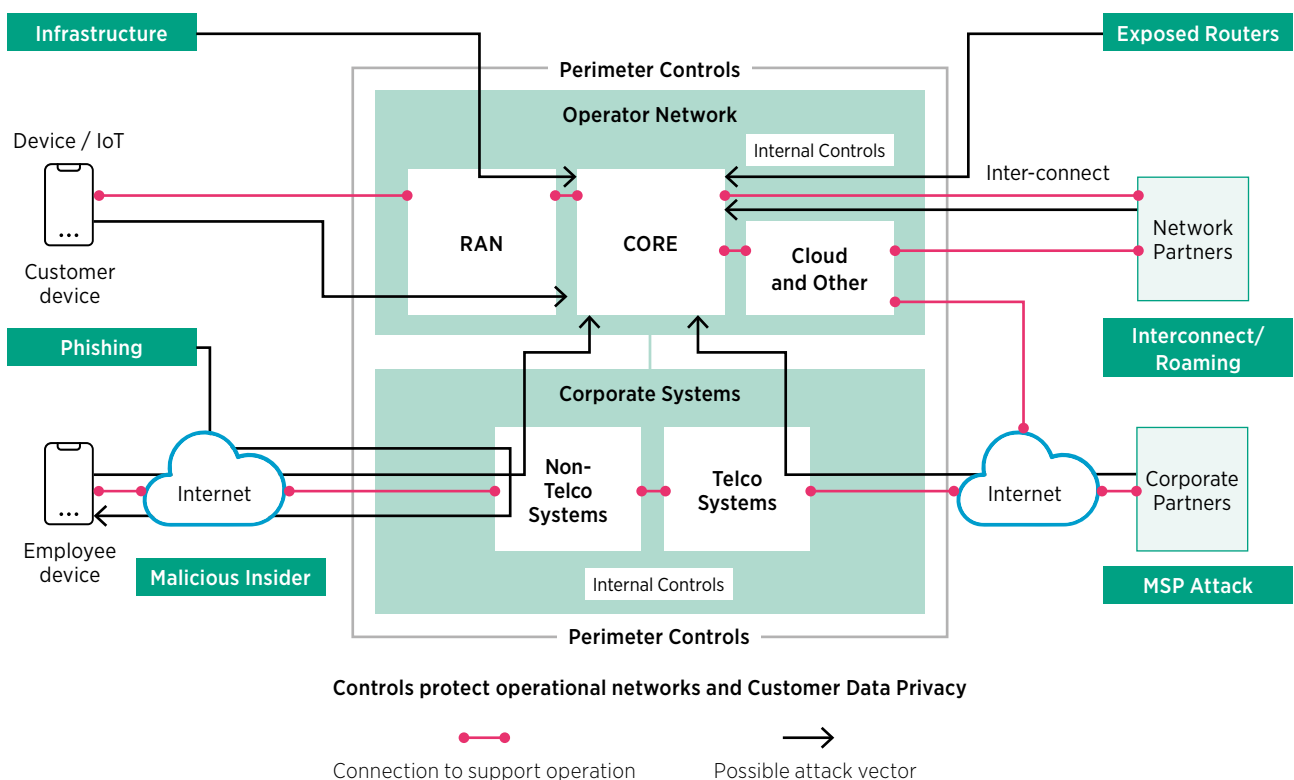 Infrastructure
Exposed Routers
Perimeter Controls
Operator Network
Device / IoT
Internal Controls
Inter-connect
RAN
CORE
Cloud
and Other
Network
Partners
Customer
device
Phishing
Interconnect/
Roaming
Corporate Systems
Internet
Non-
Telco
Systems
Telco
Systems
Internet
Corporate
Partners
Employee
device
Malicious Insider
Internal Controls
MSP Attack
Perimeter Controls
Controls protect operational networks and Customer Data Privacy
Connection to support operation
Possible attack vector